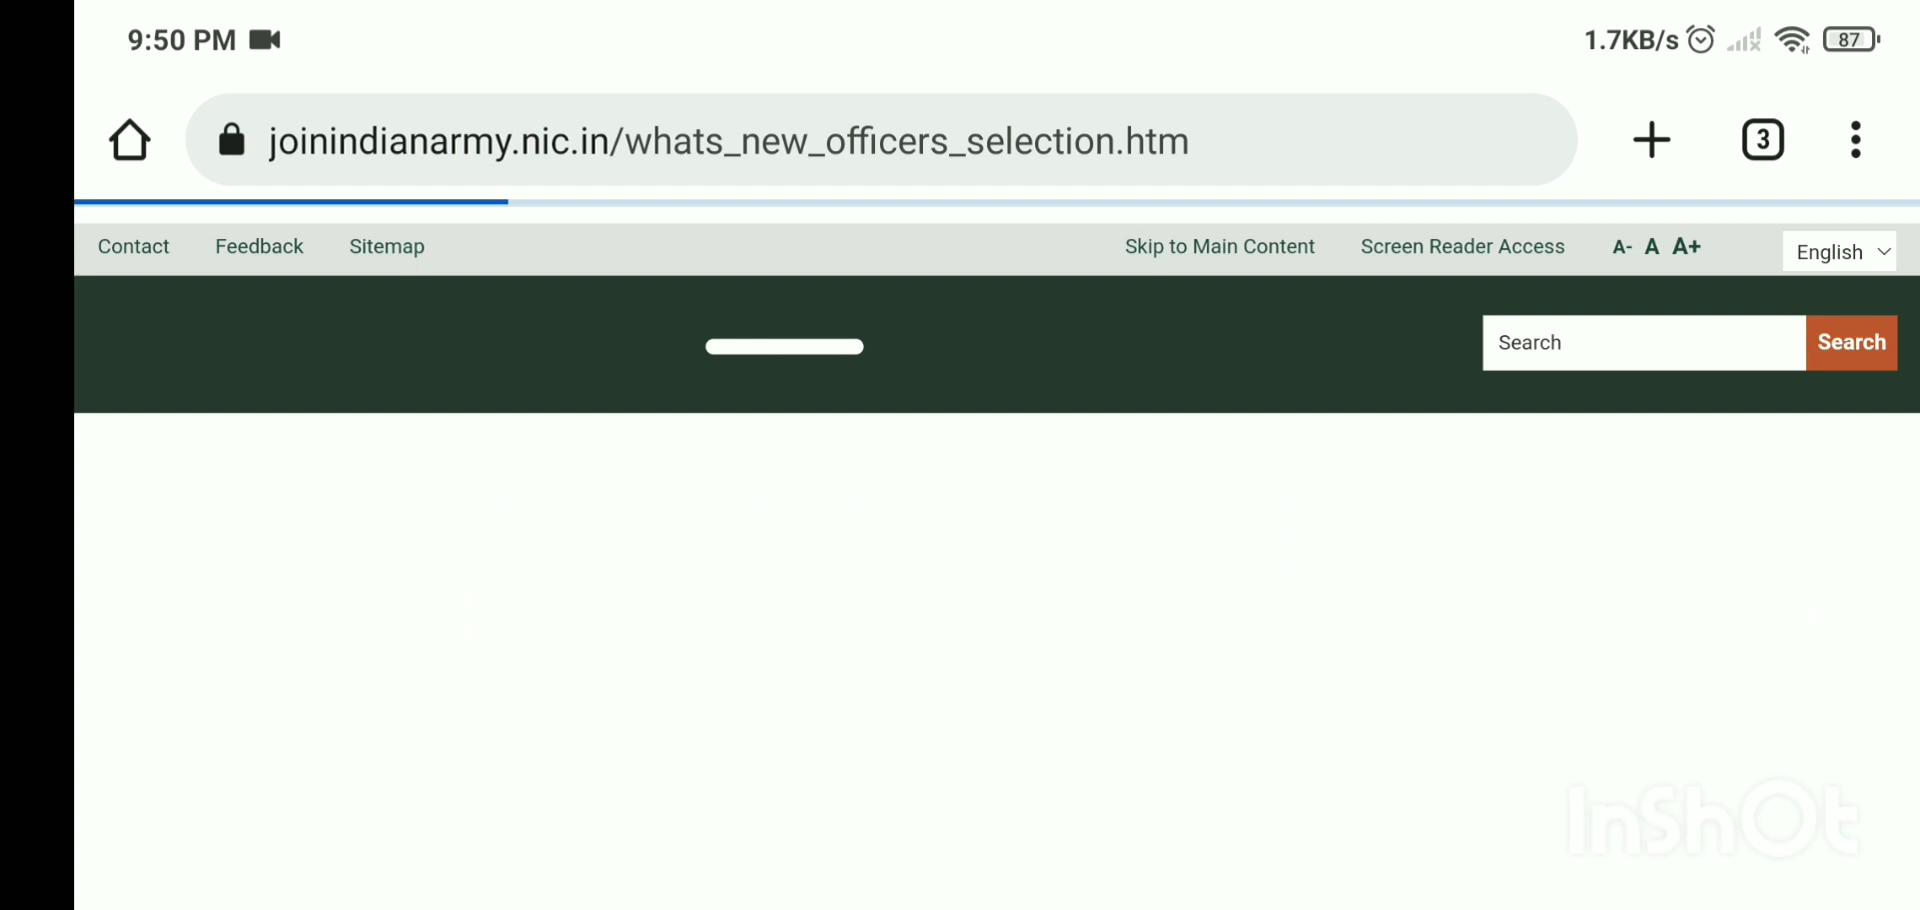 9:50 PM
1.7KB/s 87
joinindianarmy.nic.in/whats_new_officers_selection.htm
3
Contact Feedback Sitemap Skip to Main Content Screen Reader Access A- A A+ English
Search Search
InShOt